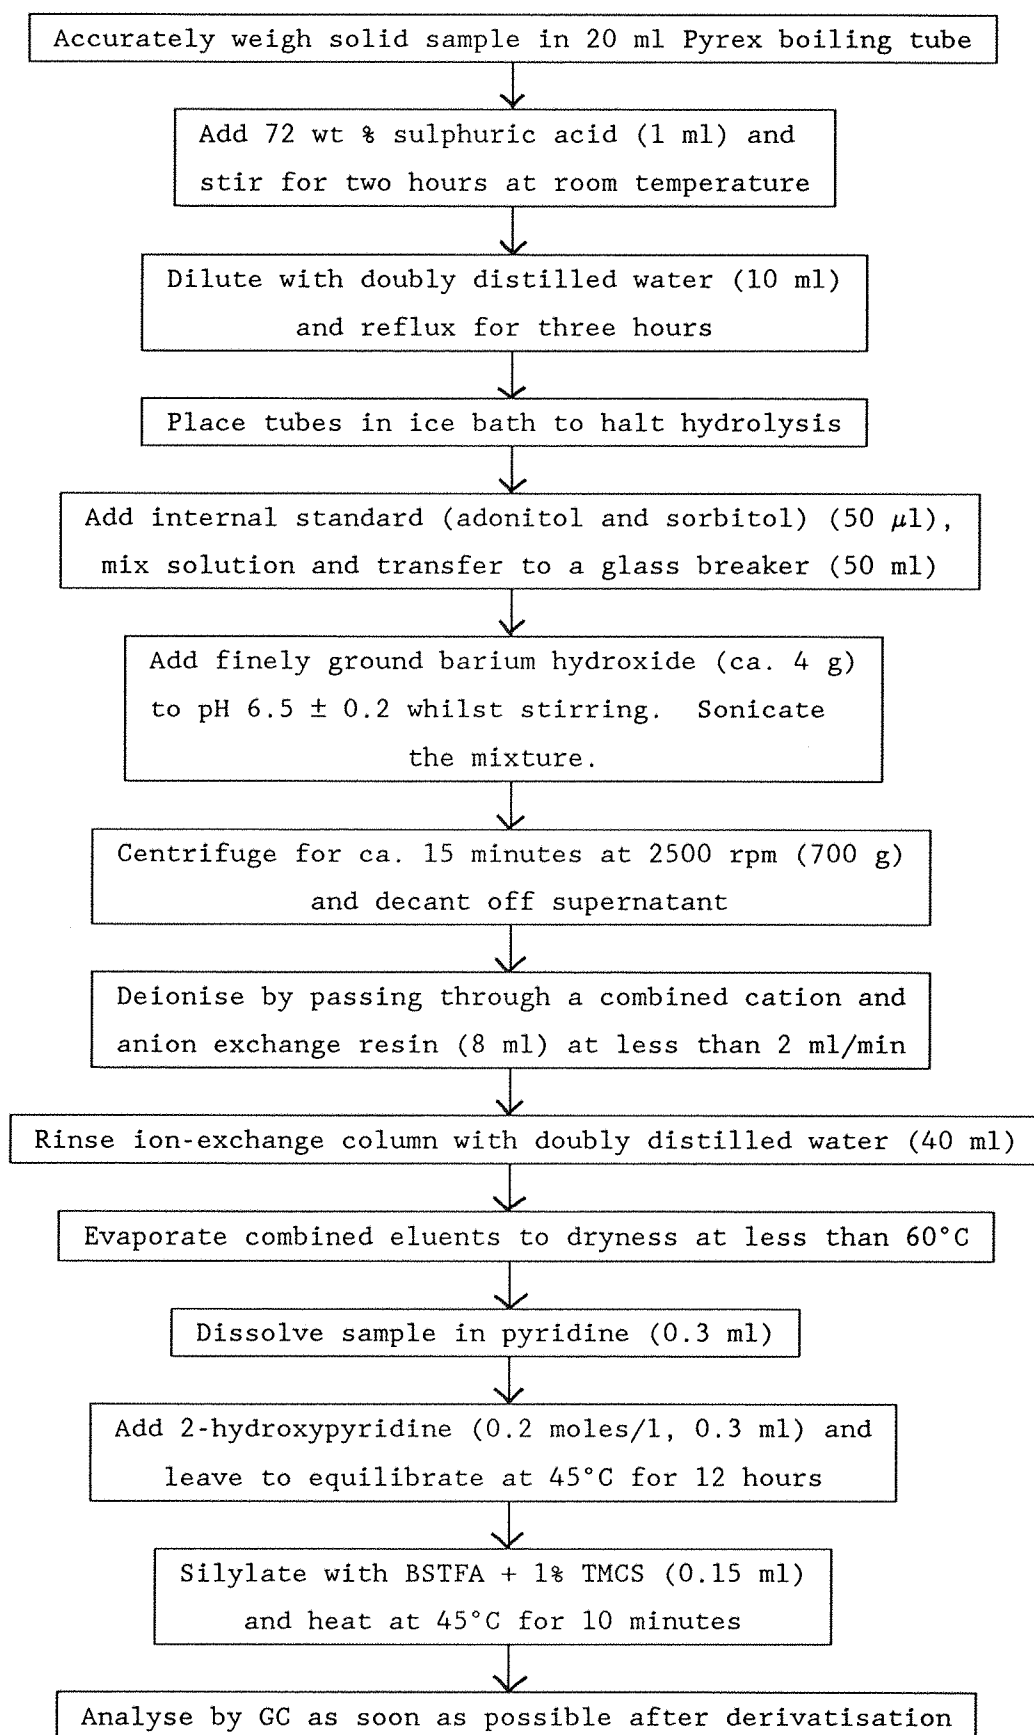 Accurately weigh solid sample in 20 ml Pyrex boiling tube
Add 72 wt % sulphuric acid (1 ml) and
stir for two hours at room temperature
Dilute with doubly distilled water (10 ml)
and reflux for three hours
Place tubes in ice bath to halt hydrolysis
Add internal standard (adonitol and sorbitol) (50 μl),
mix solution and transfer to a glass breaker (50 ml)
Add finely ground barium hydroxide (ca. 4 g)
to pH 6.5 ± 0.2 whilst stirring. Sonicate
the mixture.
Centrifuge for ca. 15 minutes at 2500 rpm (700 g)
and decant off supernatant
Deionise by passing through a combined cation and
anion exchange resin (8 ml) at less than 2 ml/min
Rinse ion-exchange column with doubly distilled water (40 ml)
Evaporate combined eluents to dryness at less than 60°C
Dissolve sample in pyridine (0.3 ml)
Add 2-hydroxypyridine (0.2 moles/l, 0.3 ml) and
leave to equilibrate at 45°C for 12 hours
Silylate with BSTFA + 1% TMCS (0.15 ml)
and heat at 45°C for 10 minutes
Analyse by GC as soon as possible after derivatisation